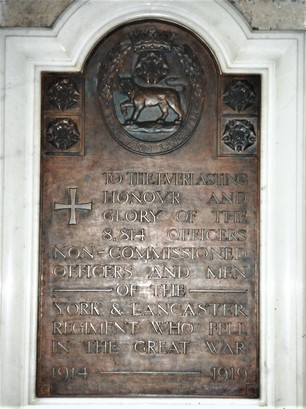 TO THE EVERLASTING
HONOUR AND
GLORY OF THE
8,814 OFFICERS
NON-COMMISSIONED
OFFICERS AND MEN
OF THE
YORK & LANCASTER
REGIMENT WHO FELL
IN THE GREAT WAR
1914 1919